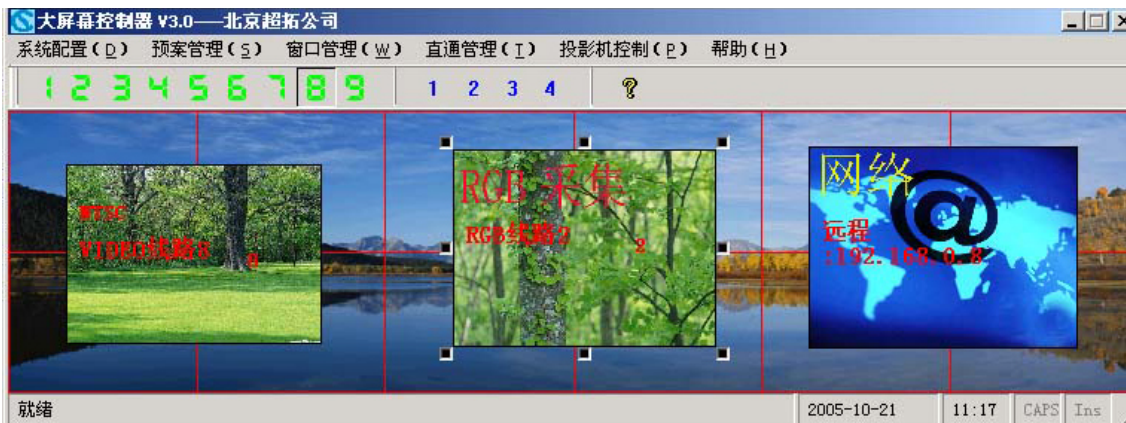 大屏幕控制器 V3.0——北京超拓公司
系统配置(D) 预案管理(S) 窗口管理(W) 直通管理(T) 投影机控制(P) 帮助(H)
1 2 3 4 5 6 7 8 9 1 2 3 4 ?
NTSC
VIDEO线路8 8
RGB 采集
RGB线路2 2
网络
@
远程
:192.168.0.8
就绪 2005-10-21 11:17 CAPS Ins